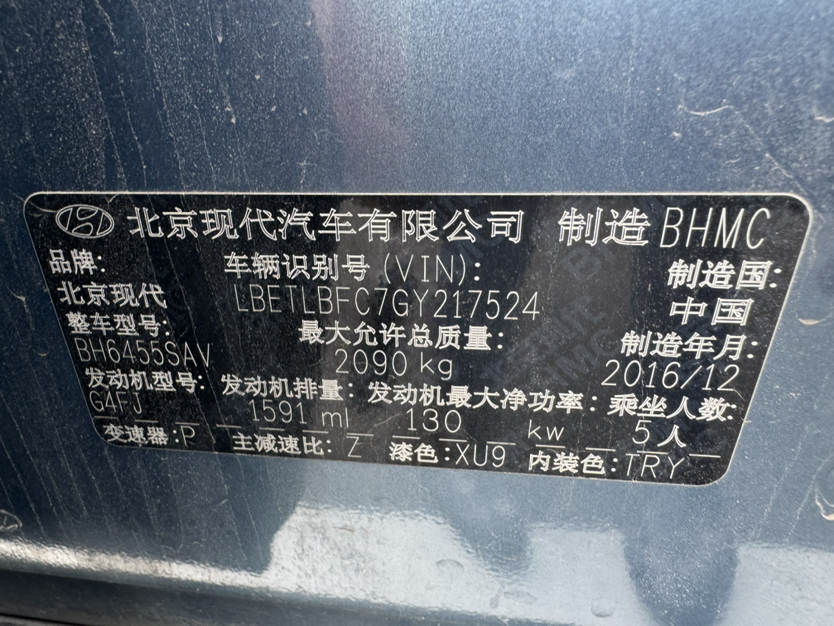 北京现代汽车有限公司 制造 BHMC
品牌: 车辆识别号(VIN): 制造国:
北京现代 LBETLBFC7GY217524 中国
整车型号: 最大允许总质量: 制造年月:
BH6455SAV 2090 kg 2016/12
发动机型号: 发动机排量: 发动机最大净功率: 乘坐人数:
G4FJ 1591 ml 130 kw 5人
变速器:P 主减速比: Z 漆色:XU9 内装色:TRY